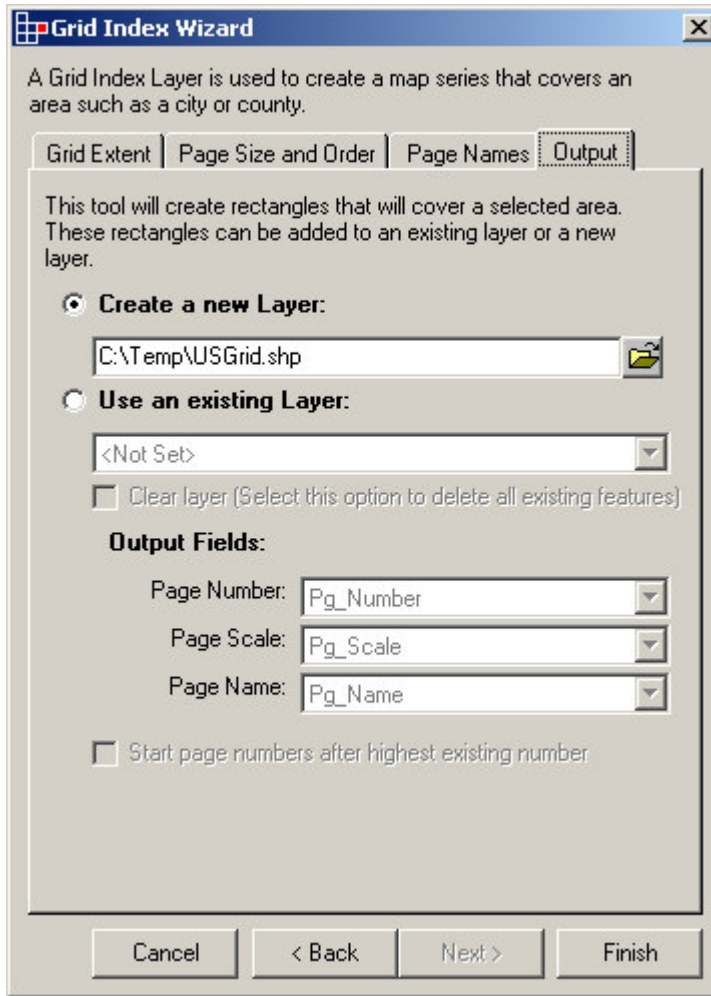 Grid Index Wizard
A Grid Index Layer is used to create a map series that covers an
area such as a city or county.
Grid Extent Page Size and Order Page Names Output
This tool will create rectangles that will cover a selected area.
These rectangles can be added to an existing layer or a new
layer.
Create a new Layer:
C:\Temp\USGrid.shp
Use an existing Layer:
<Not Set>
Clear layer (Select this option to delete all existing features)
Output Fields:
Page Number: Pg_Number
Page Scale: Pg_Scale
Page Name: Pg_Name
Start page numbers after highest existing number
Cancel < Back Next > Finish